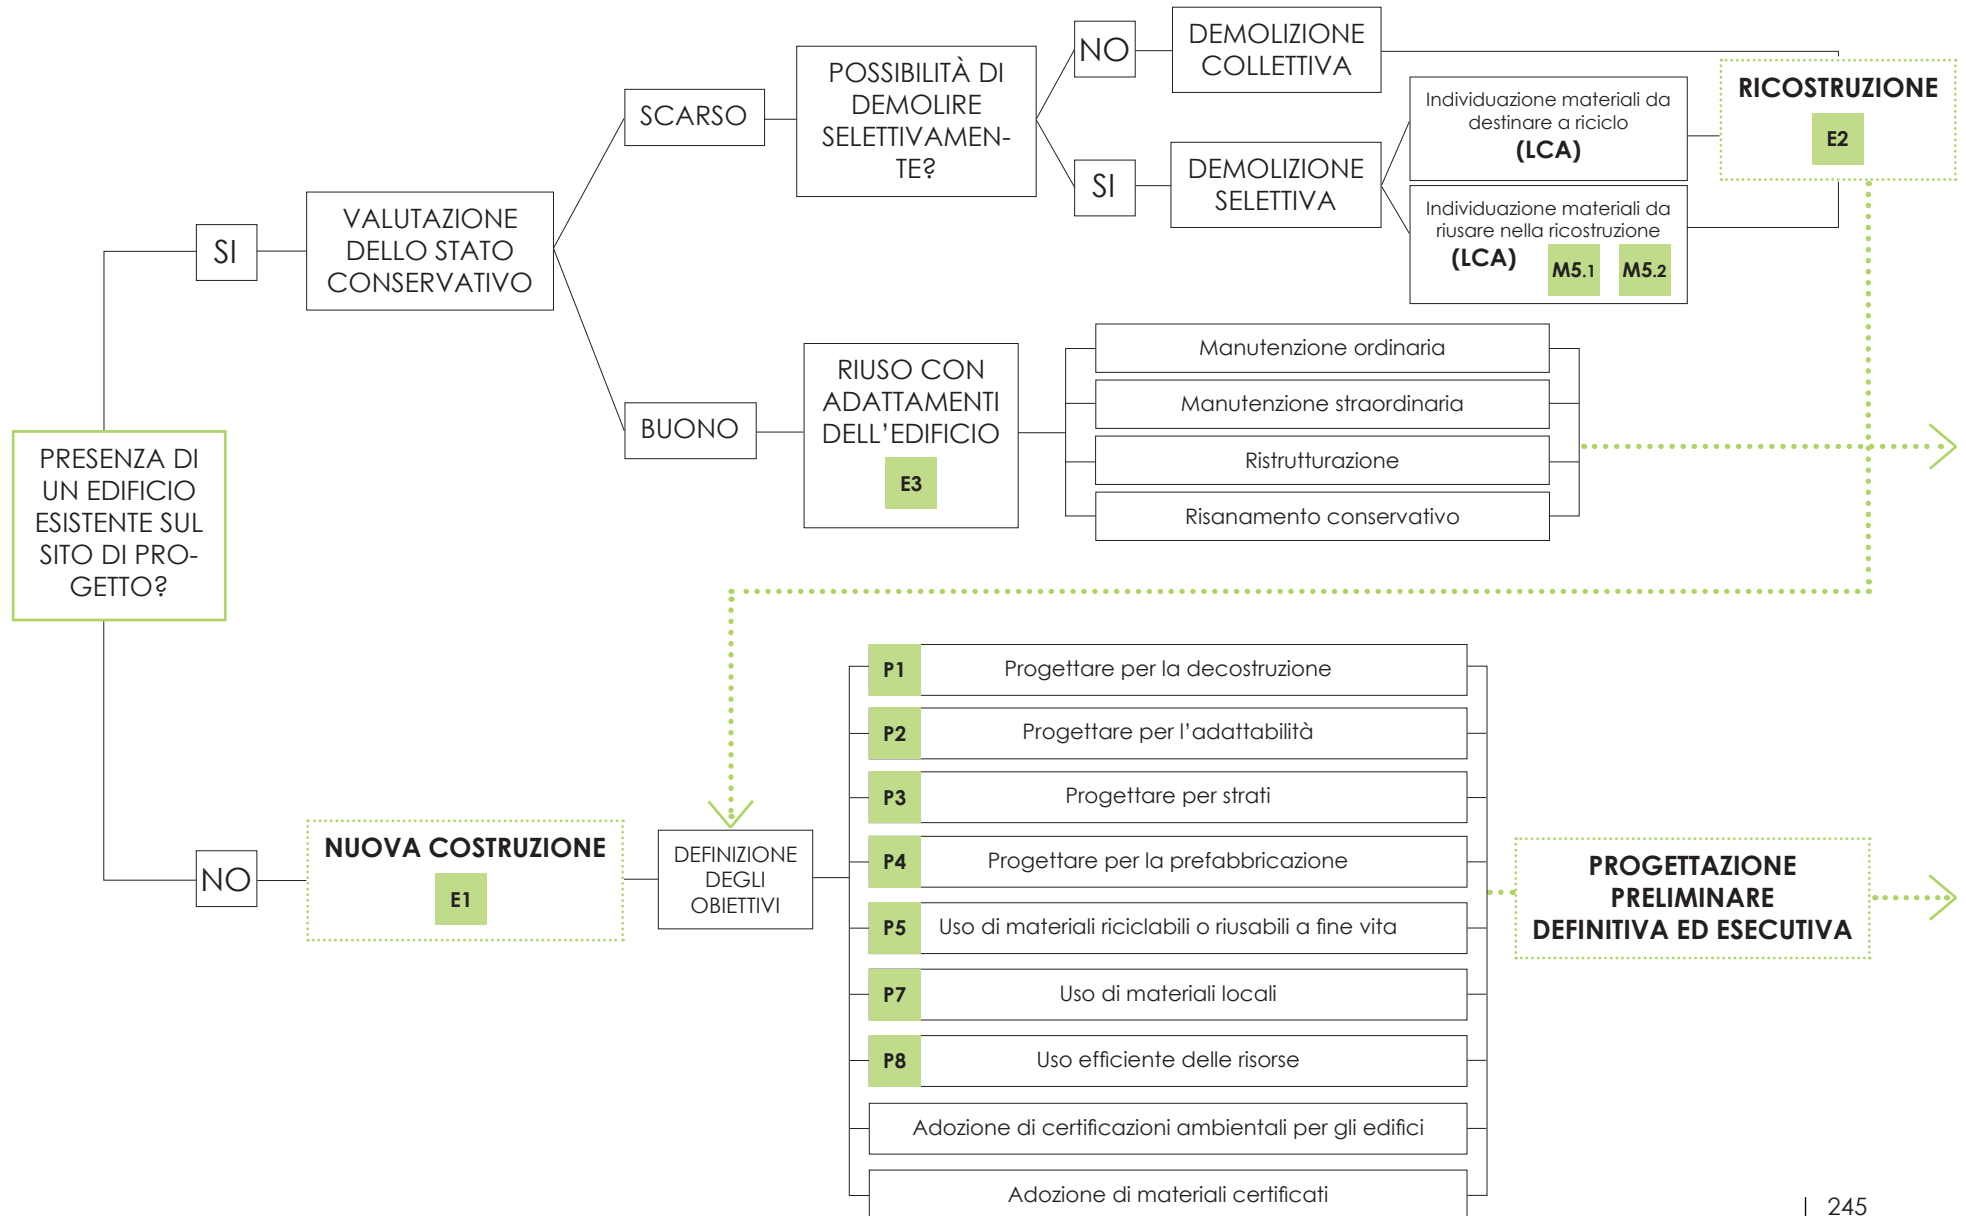 PRESENZA DI
UN EDIFICIO
ESISTENTE SUL
SITO DI PRO-
GETTO?
SI
VALUTAZIONE
DELLO STATO
CONSERVATIVO
SCARSO
POSSIBILITÀ DI
DEMOLIRE
SELETTIVAMEN-
TE?
NO
DEMOLIZIONE
COLLETTIVA
SI
DEMOLIZIONE
SELETTIVA
Individuazione materiali da
destinare a riciclo
(LCA)
Individuazione materiali da
riusare nella ricostruzione
(LCA)
M5.1 M5.2
RICOSTRUZIONE
E2
BUONO
RIUSO CON
ADATTAMENTI
DELL'EDIFICIO
E3
Manutenzione ordinaria
Manutenzione straordinaria
Ristrutturazione
Risanamento conservativo
NO
NUOVA COSTRUZIONE
E1
DEFINIZIONE
DEGLI
OBIETTIVI
P1 Progettare per la decostruzione
P2 Progettare per l'adattabilità
P3 Progettare per strati
P4 Progettare per la prefabbricazione
P5 Uso di materiali riciclabili o riusabili a fine vita
P7 Uso di materiali locali
P8 Uso efficiente delle risorse
Adozione di certificazioni ambientali per gli edifici
Adozione di materiali certificati
PROGETTAZIONE
PRELIMINARE
DEFINITIVA ED ESECUTIVA
| 245